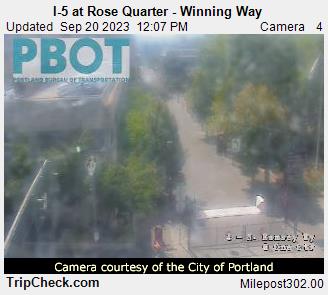 I-5 at Rose Quarter - Winning Way
Updated Sep 20 2023 12:07 PM Camera 4
PBOT
PORTLAND BUREAU OF TRANSPORTATION
Camera courtesy of the City of Portland
TripCheck.com Milepost302.00